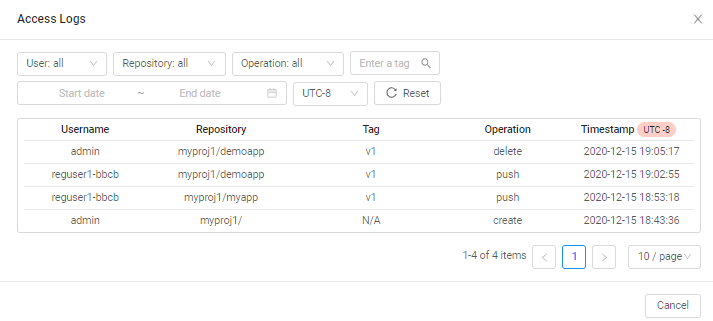 Access Logs
User: all Repository: all Operation: all Enter a tag
Start date ~ End date UTC-8 Reset
Username Repository Tag Operation Timestamp UTC -8
admin myproj1/demoapp v1 delete 2020-12-15 19:05:17
reguser1-bbcb myproj1/demoapp v1 push 2020-12-15 19:02:55
reguser1-bbcb myproj1/myapp v1 push 2020-12-15 18:53:18
admin myproj1/ N/A create 2020-12-15 18:43:36
1-4 of 4 items < 1 > 10 / page
Cancel